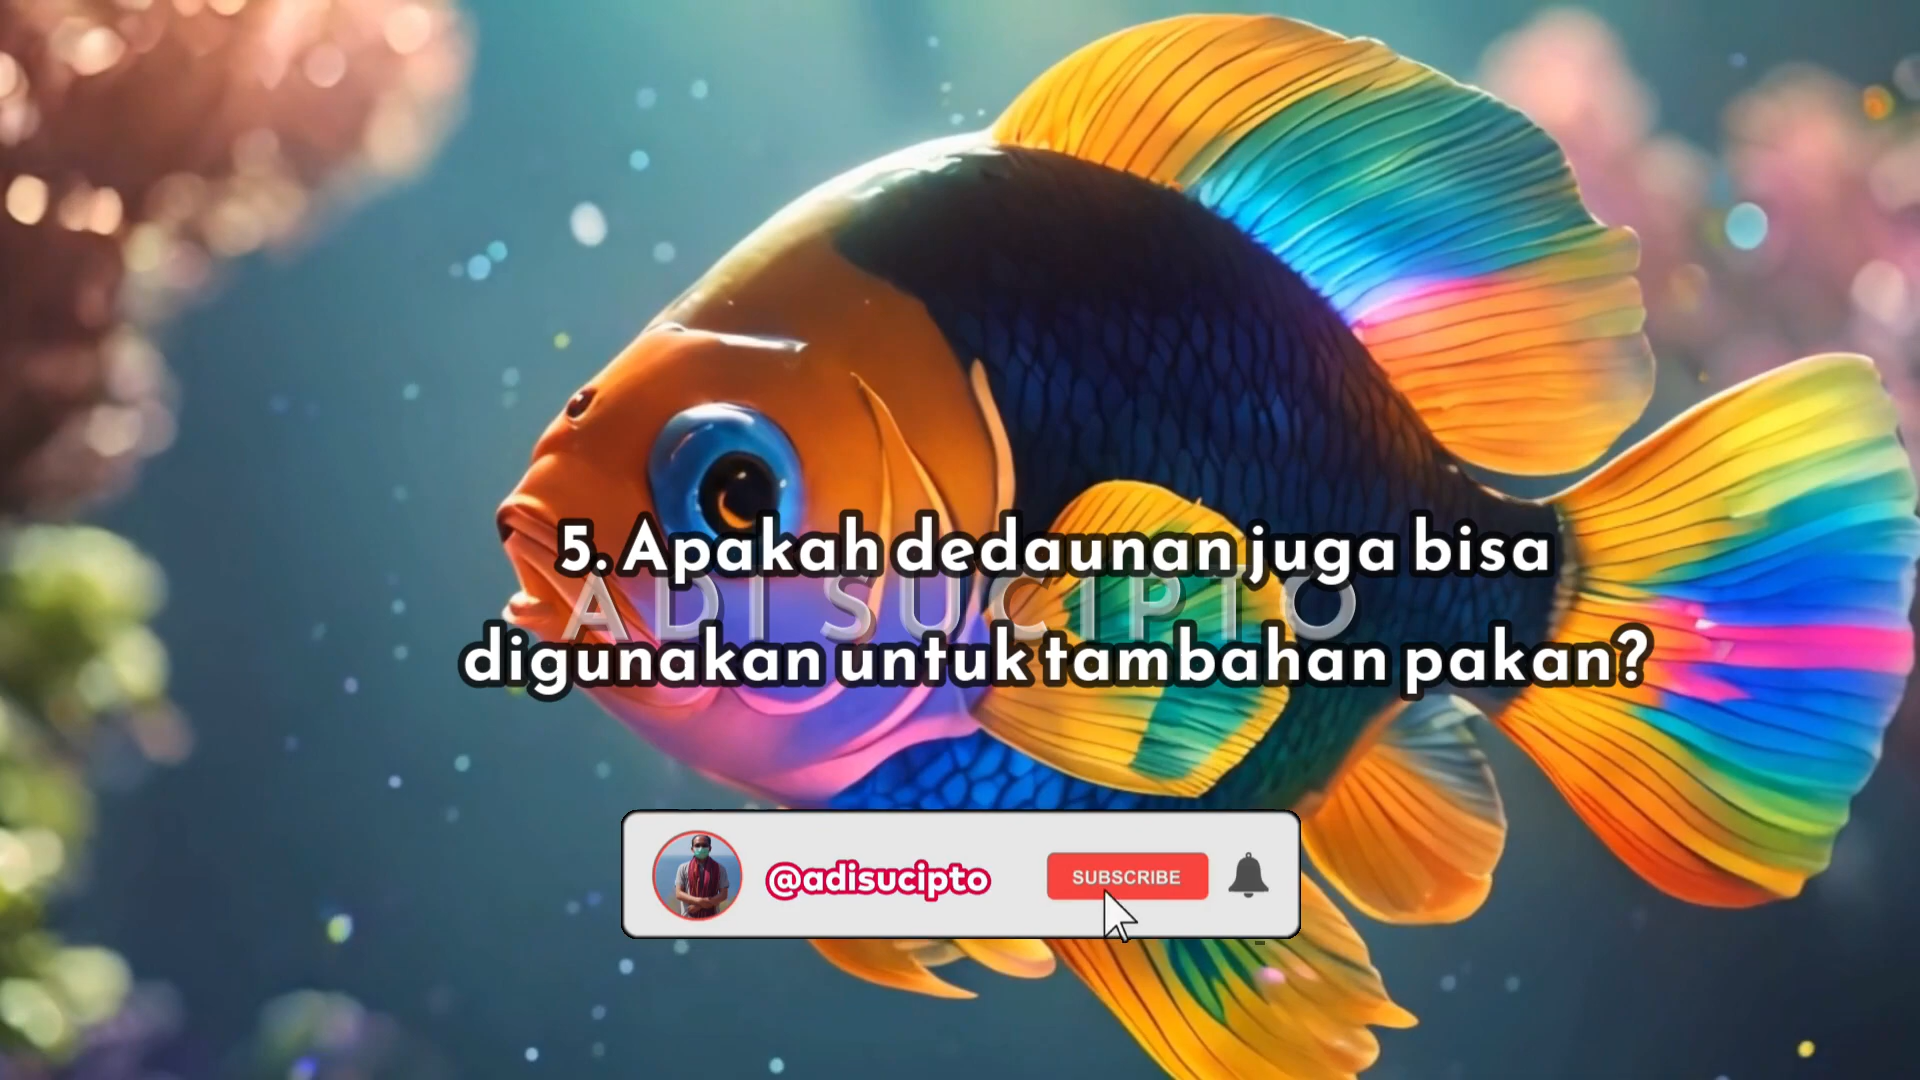 5. Apakah dedaunan juga bisa
ADI SUCIPTO
digunakan untuk tambahan pakan?
@adisucipto
SUBSCRIBE